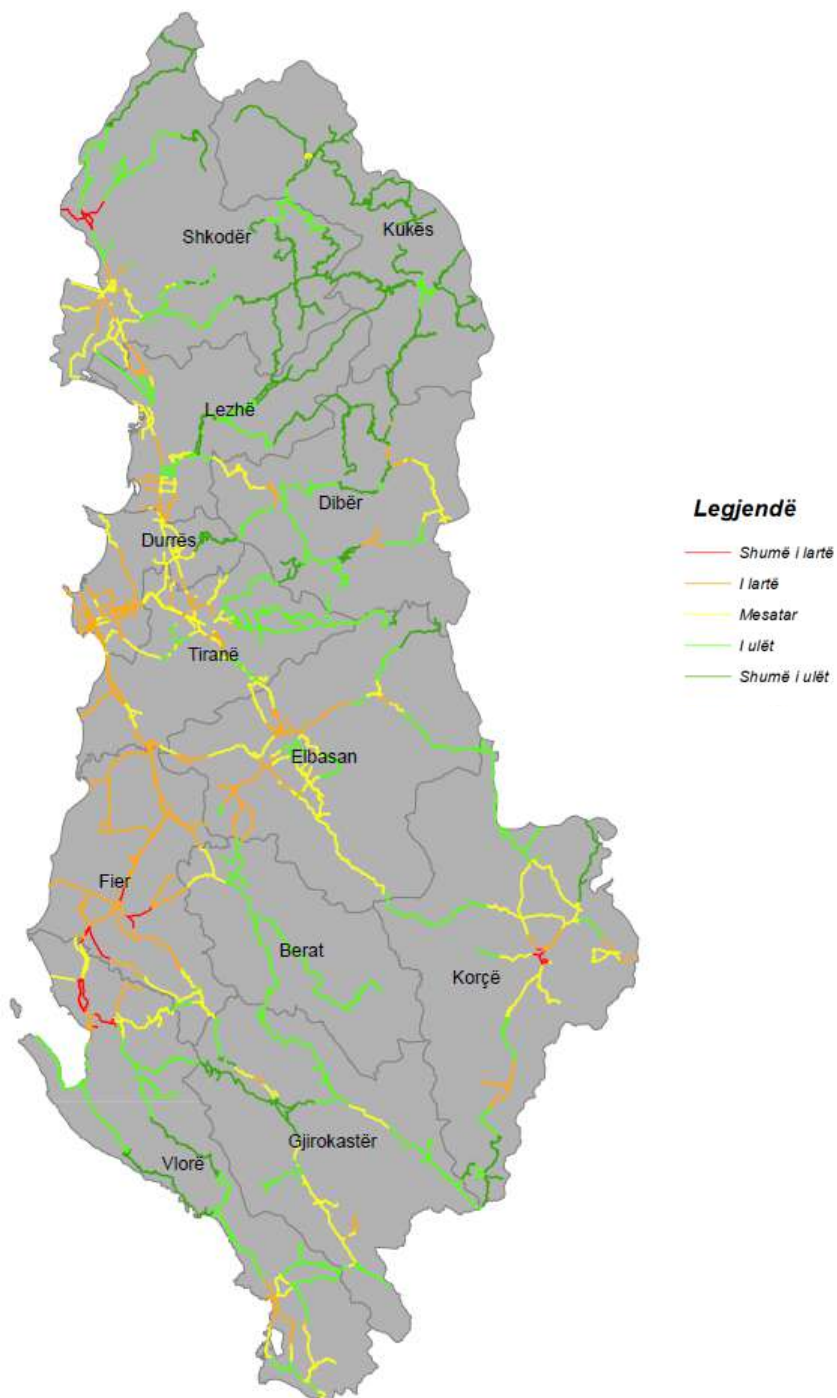 Kukës
Shkodër
Lezhë
Dibër
Durrës
Tiranë
Elbasan
Fier
Berat
Korçë
Gjirokastër
Vlorë
Legjendë
Shumë i lartë
I lartë
Mesatar
I ulët
Shumë i ulët